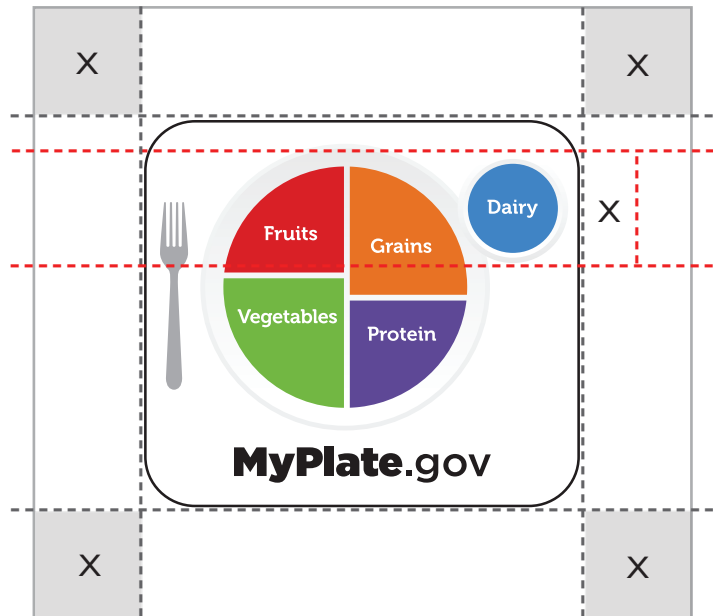 X X
Fruits
Grains
Dairy
X
Vegetables
Protein
MyPlate.gov
X X